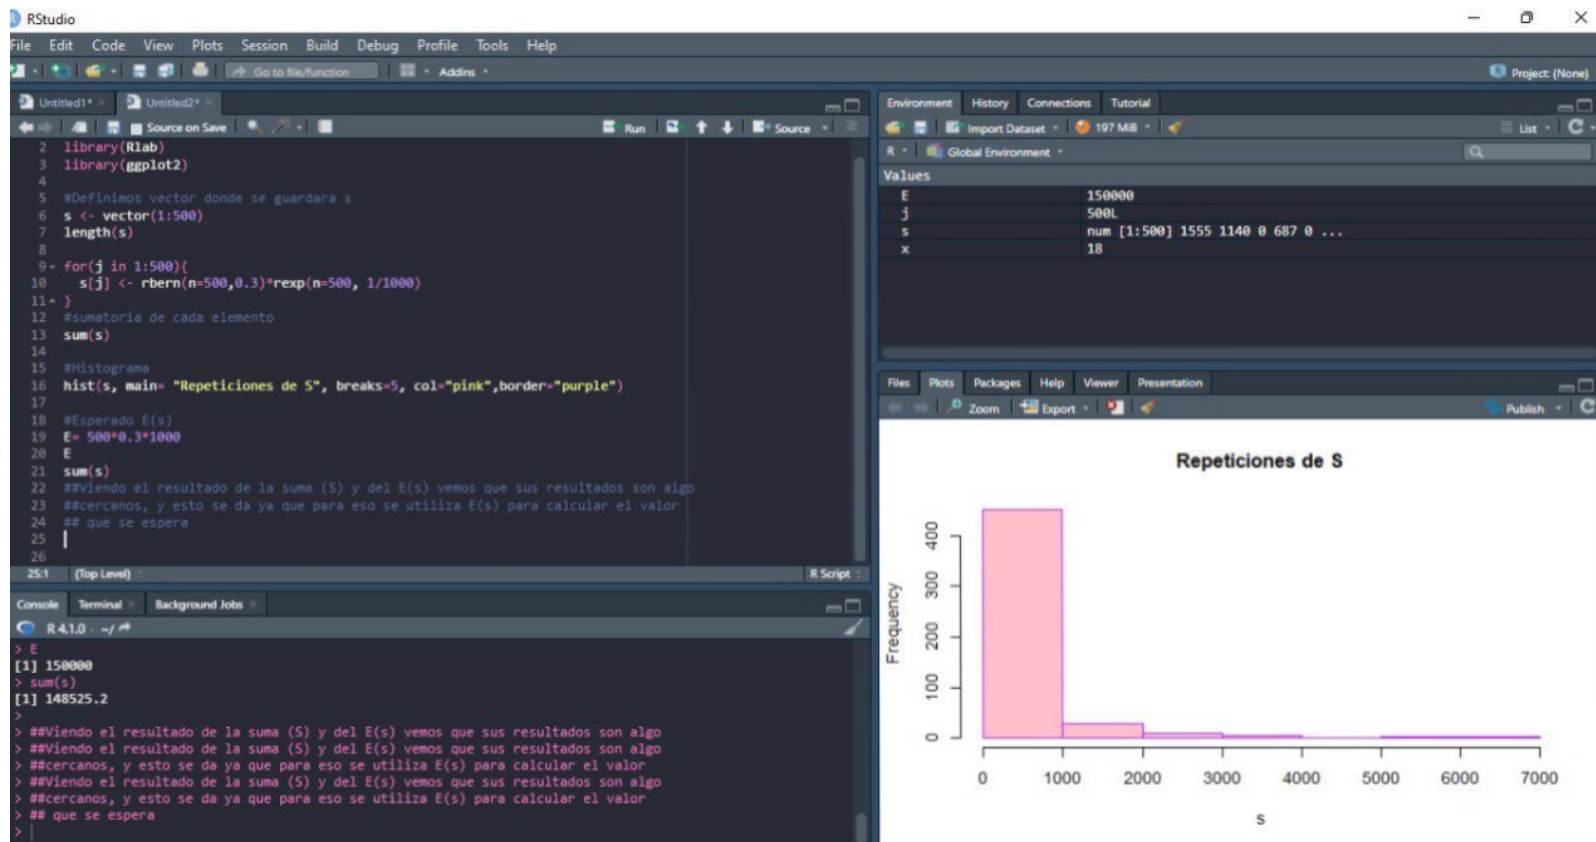 RStudio
File Edit Code View Plots Session Build Debug Profile Tools Help
Go to file/function Addins
Project: (None)
Untitled1* Untitled2*
Source on Save Run Source
2 library(Rlab)
3 library(ggplot2)
4
5 #Definimos vector donde se guardara s
6 s <- vector(1:500)
7 length(s)
8
9 for(j in 1:500){
10 s[j] <- rbern(n=500,0.3)*rexp(n=500, 1/1000)
11 }
12 #sumatoria de cada elemento
13 sum(s)
14
15 #Histograma
16 hist(s, main= "Repeticiones de S", breaks=5, col="pink",border="purple")
17
18 #Esperado E(s)
19 E= 500*0.3*1000
20 E
21 sum(s)
22 ##Viendo el resultado de la suma (S) y del E(s) vemos que sus resultados son algo
23 ##cercanos, y esto se da ya que para eso se utiliza E(s) para calcular el valor
24 ## que se espera
25
26
25:1 (Top Level) R Script
Console Terminal Background Jobs
R 4.1.0 · ~/
> E
[1] 150000
> sum(s)
[1] 148525.2
>
> ##Viendo el resultado de la suma (S) y del E(s) vemos que sus resultados son algo
> ##Viendo el resultado de la suma (S) y del E(s) vemos que sus resultados son algo
> ##cercanos, y esto se da ya que para eso se utiliza E(s) para calcular el valor
> ##Viendo el resultado de la suma (S) y del E(s) vemos que sus resultados son algo
> ##cercanos, y esto se da ya que para eso se utiliza E(s) para calcular el valor
> ## que se espera
>
Environment History Connections Tutorial
Import Dataset 197 MiB List
R Global Environment
Values
E 150000
j 500L
s num [1:500] 1555 1140 0 687 0 ...
x 18
Files Plots Packages Help Viewer Presentation
Zoom Export Publish
Repeticiones de S
Frequency
400
300
200
100
0
0 1000 2000 3000 4000 5000 6000 7000
s